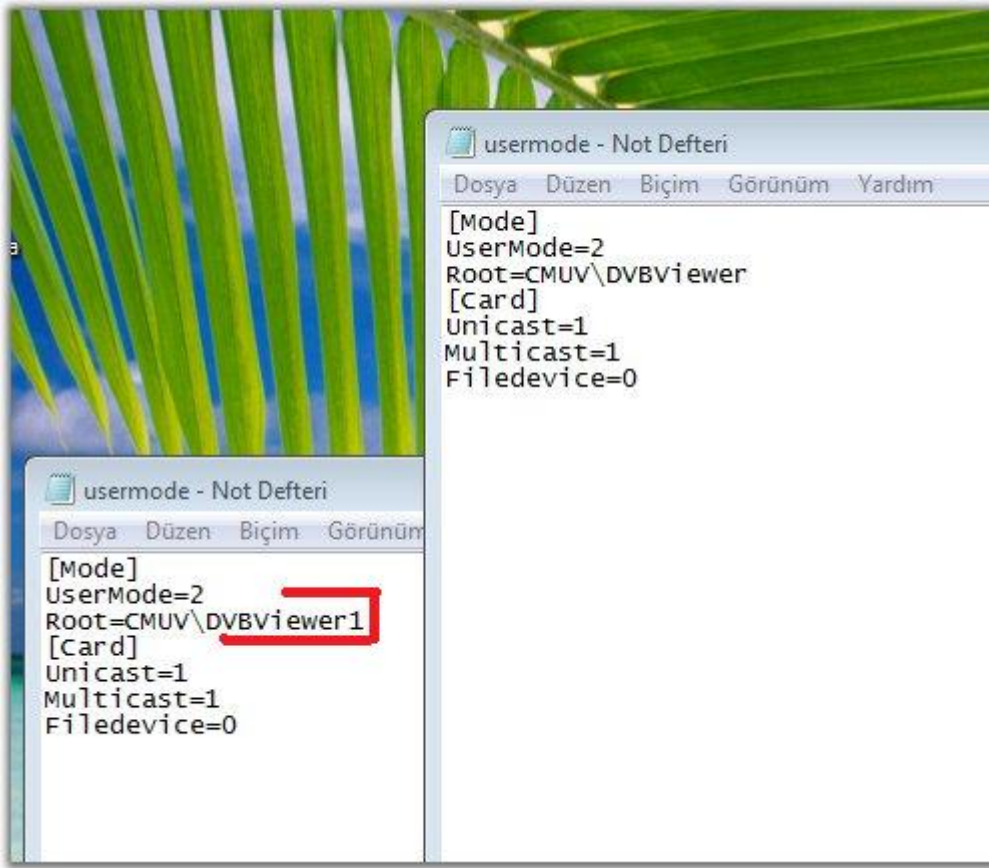 usermode - Not Defteri
Dosya Düzen Biçim Görünüm Yardım
[Mode]
UserMode=2
Root=CMUV\DVBViewer
[Card]
Unicast=1
Multicast=1
Filedevice=0
usermode - Not Defteri
Dosya Düzen Biçim Görünüm
[Mode]
UserMode=2
Root=CMUV\DVBViewer1
[Card]
Unicast=1
Multicast=1
Filedevice=0